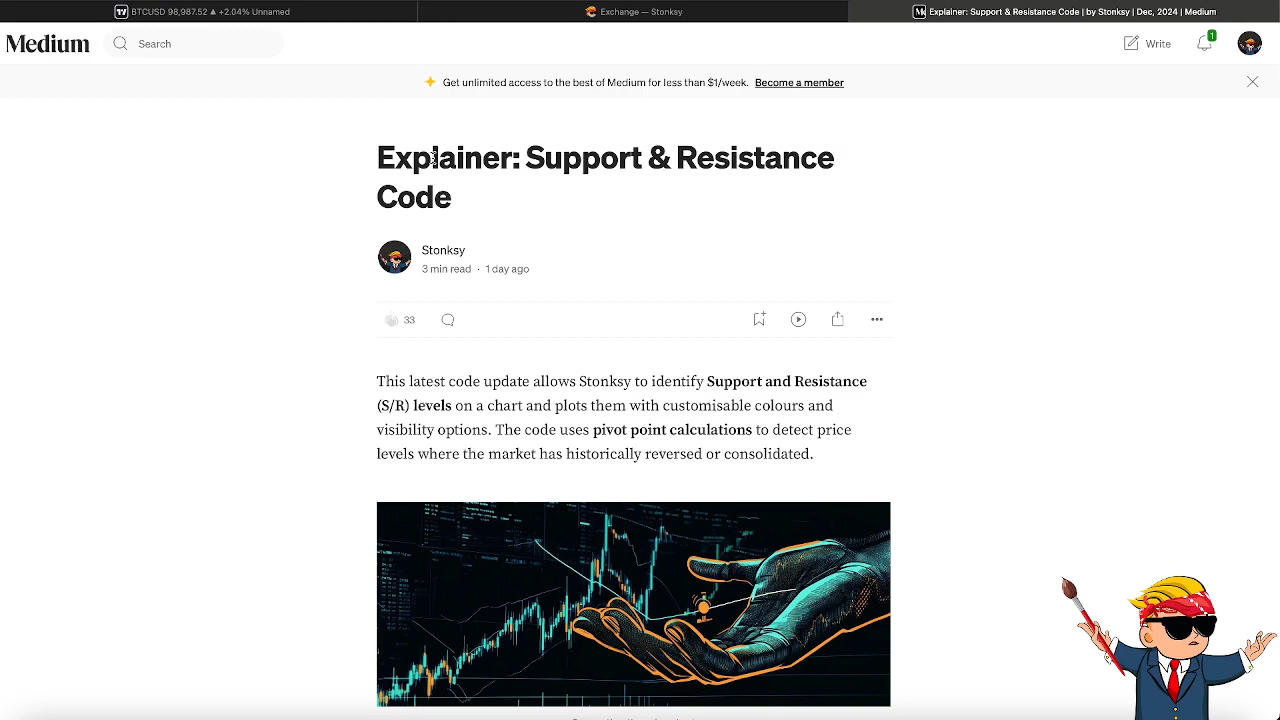 BTCUSD 98,987.52 ▲ +2.04% Unnamed
Exchange — Stonksy
Explainer: Support & Resistance Code | by Stonksy | Dec, 2024 | Medium
Medium
Search
Write
1
Get unlimited access to the best of Medium for less than $1/week. Become a member
Explainer: Support & Resistance
Code
Stonksy
3 min read · 1 day ago
33
This latest code update allows Stonksy to identify Support and Resistance
(S/R) levels on a chart and plots them with customisable colours and
visibility options. The code uses pivot point calculations to detect price
levels where the market has historically reversed or consolidated.